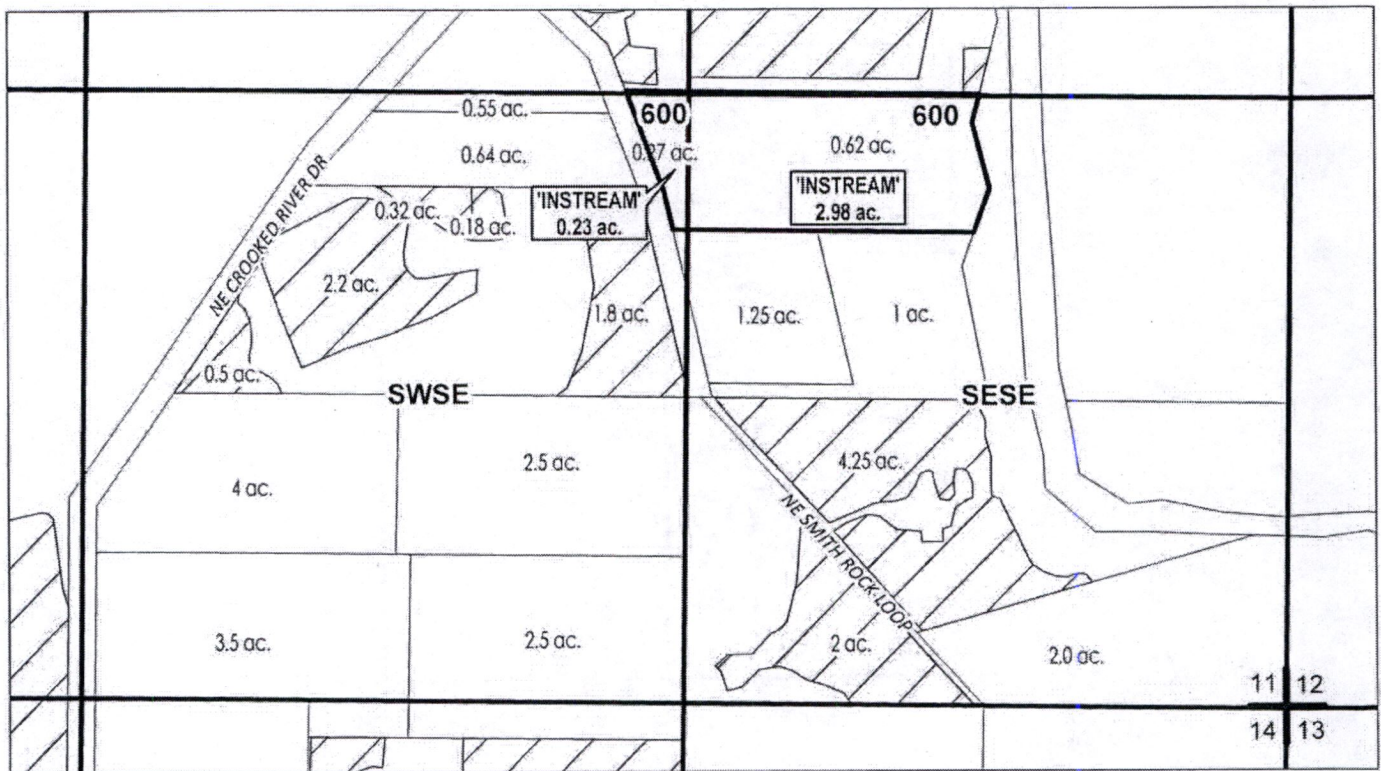 0.55 ac.
600
600
0.64 ac.
0.27 ac.
0.62 ac.
NE CROOKED RIVER DR
'INSTREAM'
0.23 ac.
'INSTREAM'
2.98 ac.
0.32 ac.
0.18 ac.
2.2 ac.
1.8 ac.
1.25 ac.
1 ac.
0.5 ac.
SWSE
SESE
4 ac.
2.5 ac.
4.25 ac.
NE SMITH ROCK LOOP
3.5 ac.
2.5 ac.
2 ac.
2.0 ac.
11 12
14 13